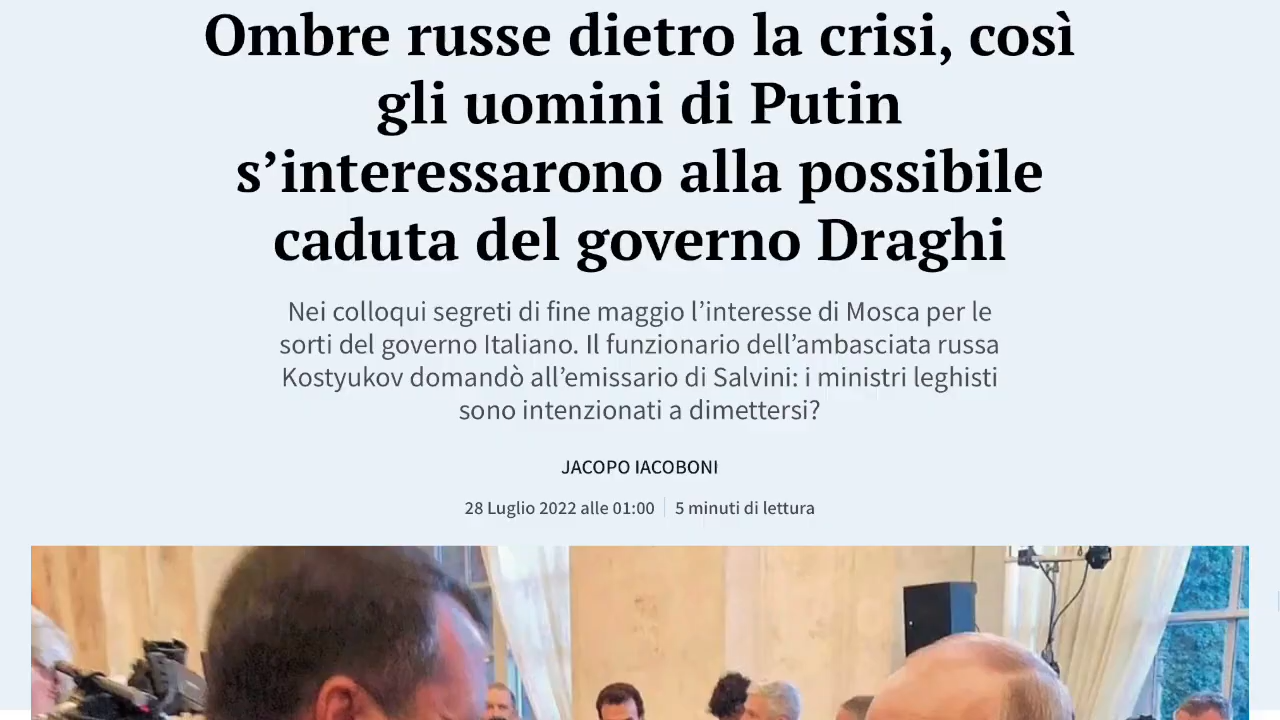 Ombre russe dietro la crisi, così
gli uomini di Putin
s’interessarono alla possibile
caduta del governo Draghi
Nei colloqui segreti di fine maggio l’interesse di Mosca per le
sorti del governo Italiano. Il funzionario dell’ambasciata russa
Kostyukov domandò all’emissario di Salvini: i ministri leghisti
sono intenzionati a dimettersi?
JACOPO IACOBONI
28 Luglio 2022 alle 01:00 | 5 minuti di lettura